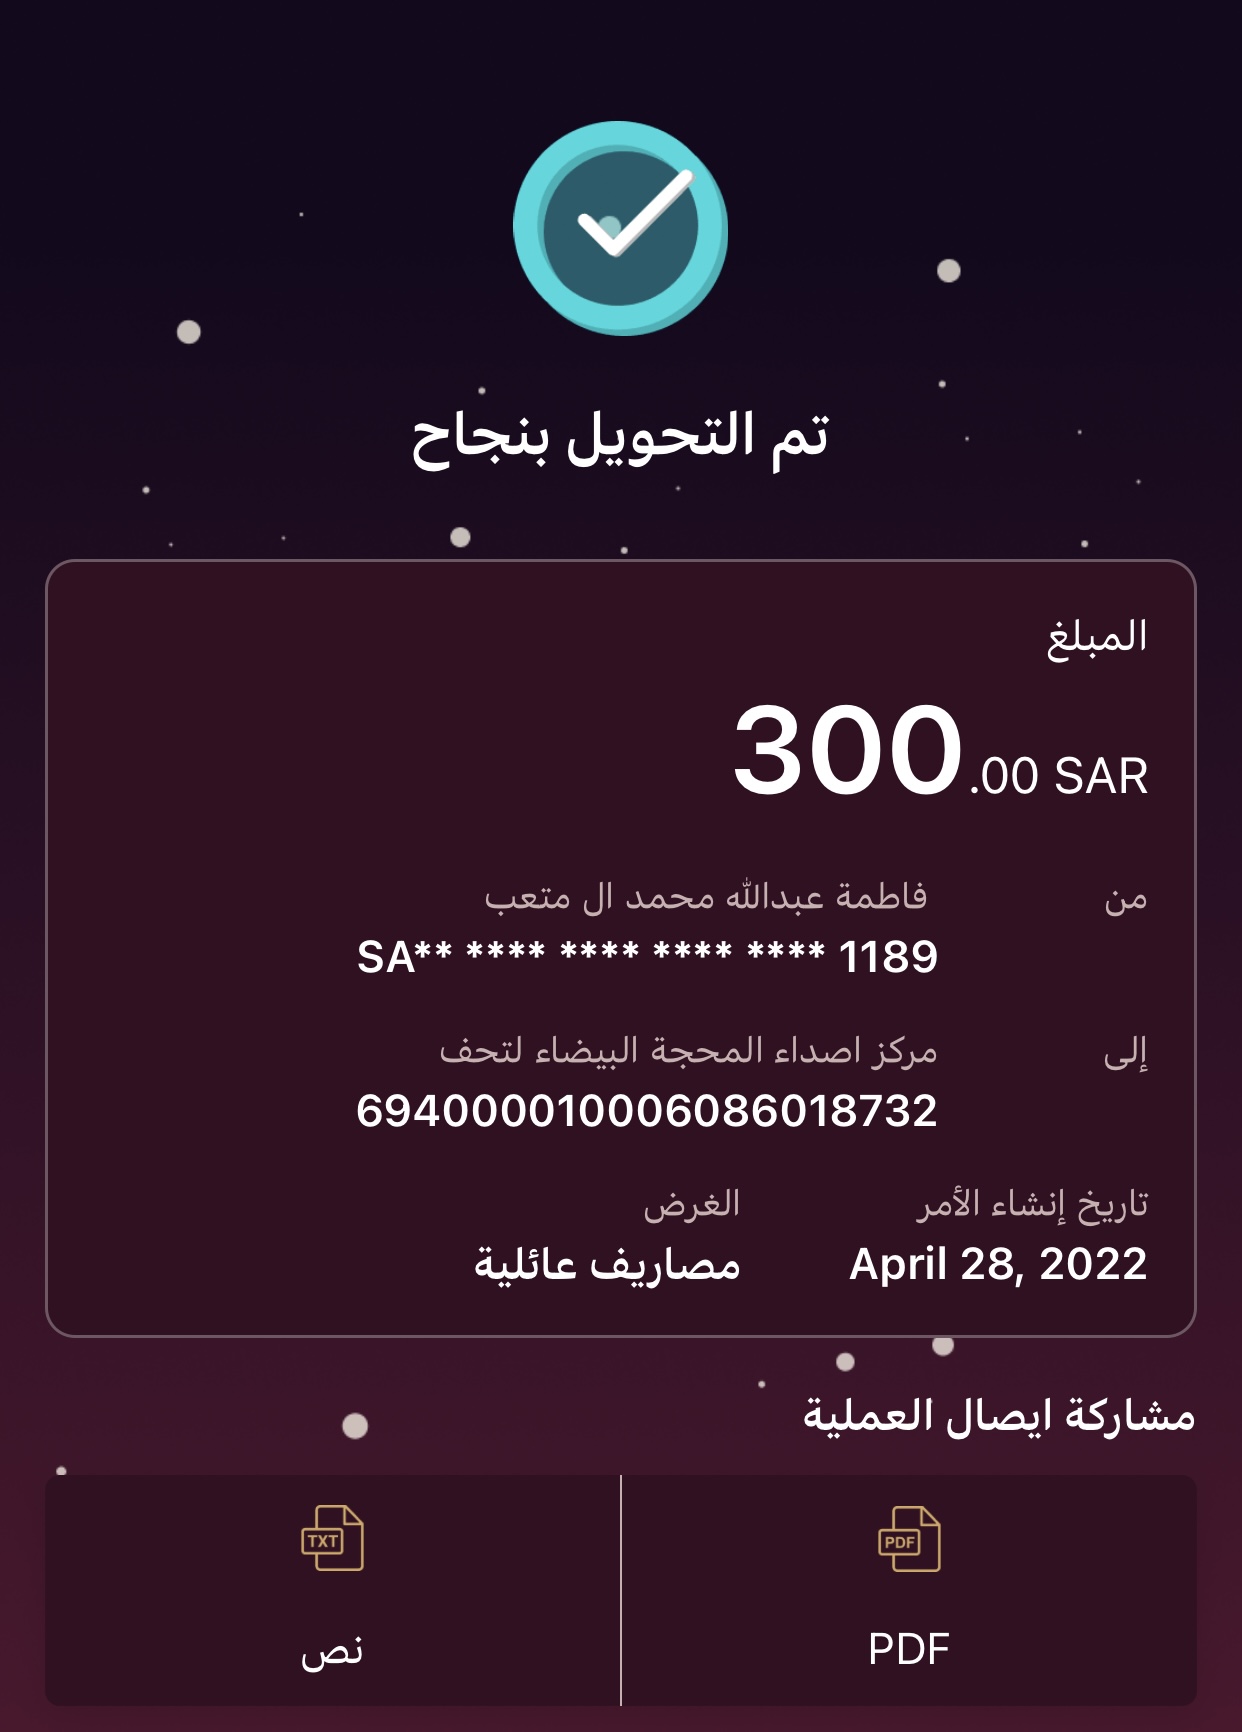 تم التحويل بنجاح
المبلغ
300.00 SAR
من
فاطمة عبدالله محمد ال متعب
SA** **** **** **** **** 1189
إلى
مركز اصداء المحجة البيضاء لتحف
694000010006086018732
تاريخ إنشاء الأمر
April 28, 2022
الغرض
مصاريف عائلية
مشاركة ايصال العملية
PDF
PDF
TXT
نص